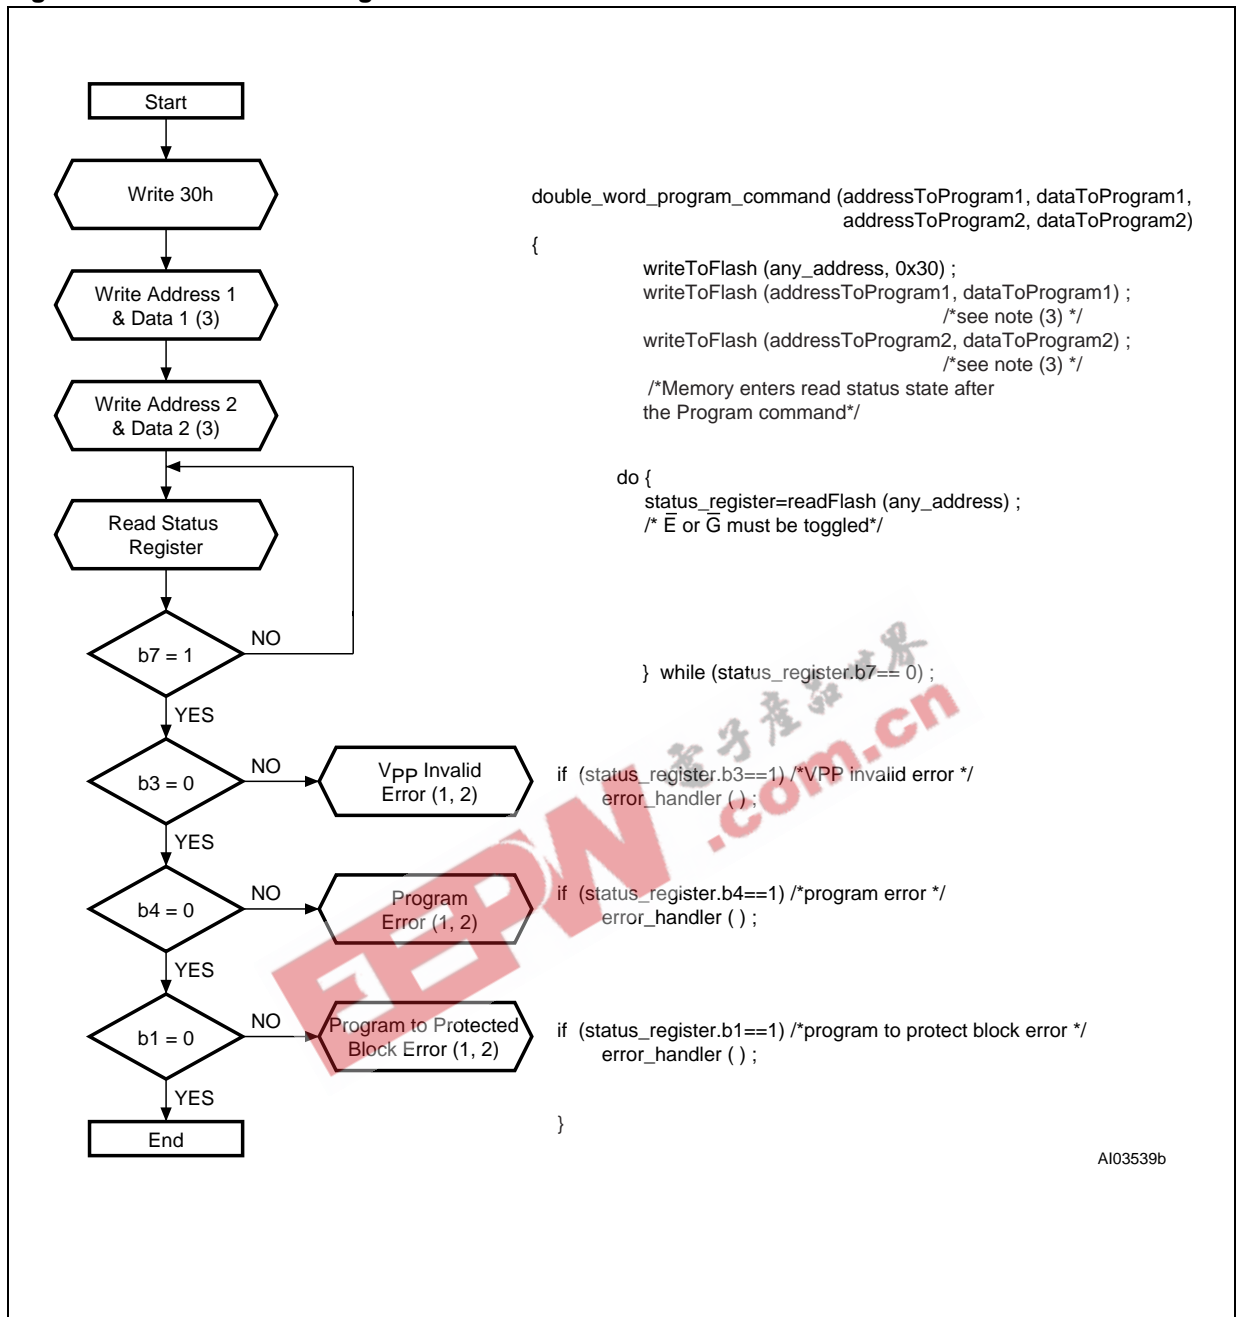 Start
Write 30h
Write Address 1
& Data 1 (3)
Write Address 2
& Data 2 (3)
Read Status
Register
b7 = 1
NO
YES
b3 = 0
NO
VPP Invalid
Error (1, 2)
YES
b4 = 0
NO
Program
Error (1, 2)
YES
b1 = 0
NO
Program to Protected
Block Error (1, 2)
YES
End
double_word_program_command (addressToProgram1, dataToProgram1,
addressToProgram2, dataToProgram2)
{
writeToFlash (any_address, 0x30) ;
writeToFlash (addressToProgram1, dataToProgram1) ;
/*see note (3) */
writeToFlash (addressToProgram2, dataToProgram2) ;
/*see note (3) */
/*Memory enters read status state after
the Program command*/
do {
status_register=readFlash (any_address) ;
/* E̅ or G̅ must be toggled*/
} while (status_register.b7== 0) ;
if (status_register.b3==1) /*VPP invalid error */
error_handler ( ) ;
if (status_register.b4==1) /*program error */
error_handler ( ) ;
if (status_register.b1==1) /*program to protect block error */
error_handler ( ) ;
}
AI03539b
EEPW
電子產品世界
.com.cn